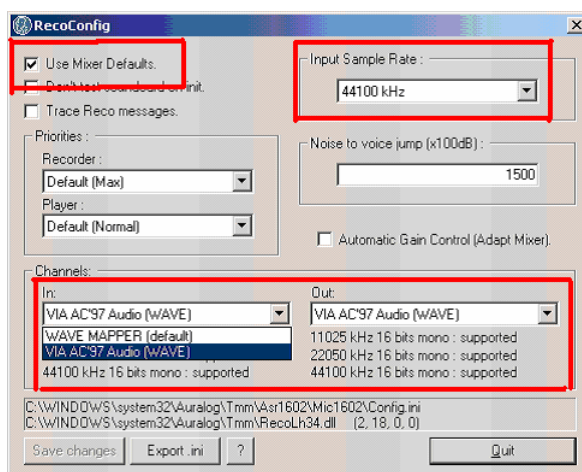 RecoConfig
Use Mixer Defaults.
Don't test soundcard on init.
Trace Reco messages.
Input Sample Rate :
44100 kHz
Priorities :
Recorder :
Default (Max)
Player :
Default (Normal)
Noise to voice jump (x100dB) :
1500
Automatic Gain Control (Adapt Mixer).
Channels:
In:
VIA AC'97 Audio (WAVE)
WAVE MAPPER (default)
VIA AC'97 Audio (WAVE)
44100 kHz 16 bits mono : supported
Out:
VIA AC'97 Audio (WAVE)
11025 kHz 16 bits mono : supported
22050 kHz 16 bits mono : supported
44100 kHz 16 bits mono : supported
C:\WINDOWS\system32\Auralog\Tmm\Asr1602\Mic1602\Config.ini
C:\WINDOWS\system32\Auralog\Tmm\RecoLh34.dll (2, 18, 0, 0)
Save changes
Export .ini
?
Quit